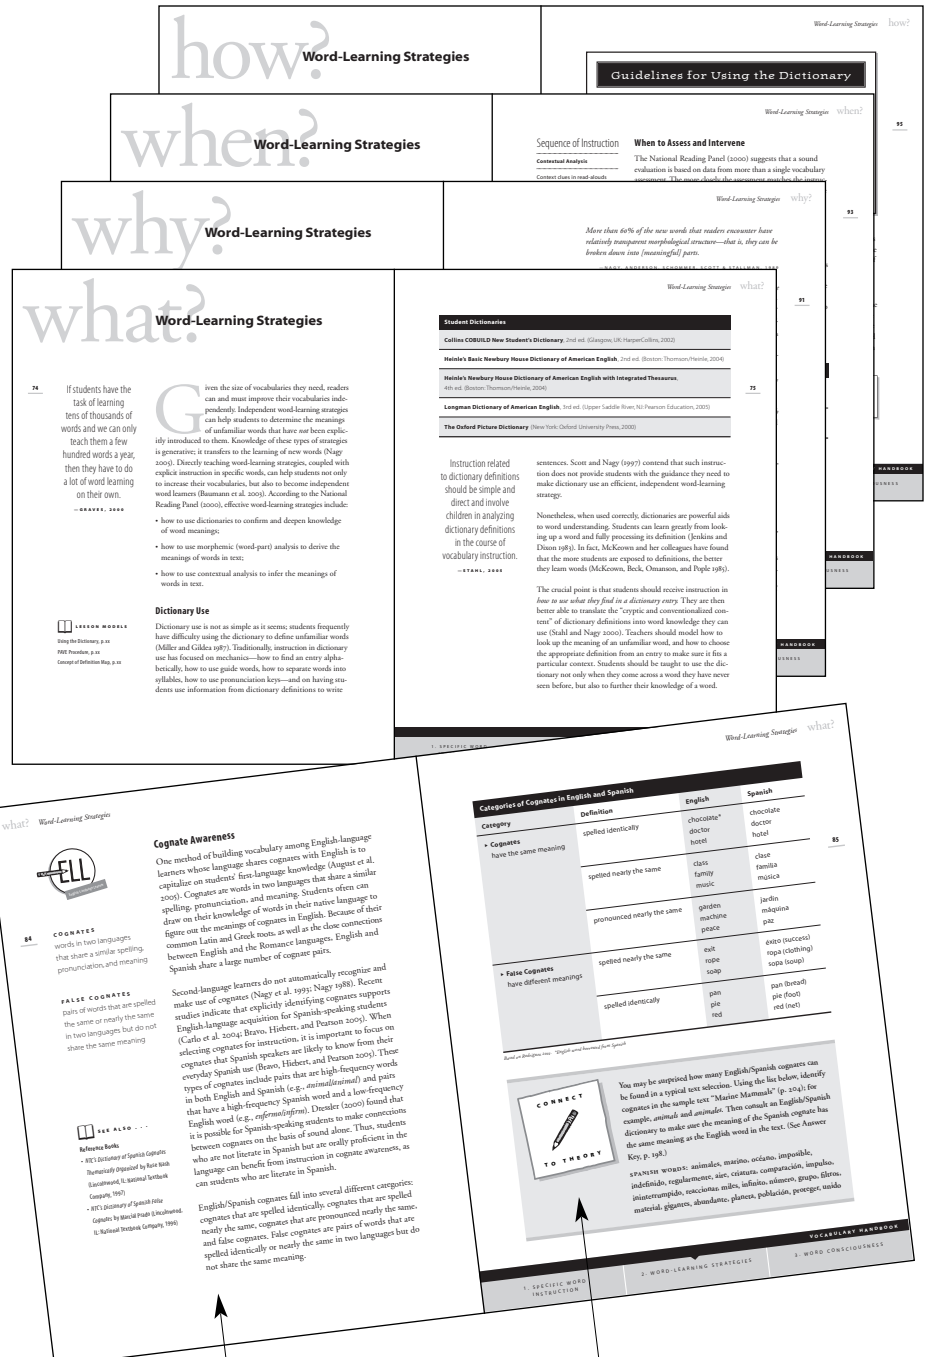 how?
Word-Learning Strategies
Word-Learning Strategies how?
Guidelines for Using the Dictionary
95
when?
Word-Learning Strategies
Word-Learning Strategies when?
Sequence of Instruction
Contextual Analysis
Context clues in read-alouds
When to Assess and Intervene
The National Reading Panel (2000) suggests that a sound
evaluation is based on data from more than a single vocabulary
assessment. The more closely the assessment matches the instruc-
93
why?
Word-Learning Strategies
Word-Learning Strategies why?
More than 60% of the new words that readers encounter have
relatively transparent morphological structure—that is, they can be
broken down into [meaningful] parts.
91
what?
Word-Learning Strategies
74
If students have the
task of learning
tens of thousands of
words and we can only
teach them a few
hundred words a year,
then they have to do
a lot of word learning
on their own.
—GRAVES, 2000
Given the size of vocabularies they need, readers
can and must improve their vocabularies inde-
pendently. Independent word-learning strategies
can help students to determine the meanings
of unfamiliar words that have not been explic-
itly introduced to them. Knowledge of these types of strategies
is generative; it transfers to the learning of new words (Nagy
2005). Directly teaching word-learning strategies, coupled with
explicit instruction in specific words, can help students not only
to increase their vocabularies, but also to become independent
word learners (Baumann et al. 2003). According to the National
Reading Panel (2000), effective word-learning strategies include:
• how to use dictionaries to confirm and deepen knowledge
of word meanings;
• how to use morphemic (word-part) analysis to derive the
meanings of words in text;
• how to use contextual analysis to infer the meanings of
words in text.
LESSON MODELS
Using the Dictionary, p. xx
PAVE Procedure, p. xx
Concept of Definition Map, p. xx
Dictionary Use
Dictionary use is not as simple as it seems; students frequently
have difficulty using the dictionary to define unfamiliar words
(Miller and Gildea 1987). Traditionally, instruction in dictionary
use has focused on mechanics—how to find an entry alpha-
betically, how to use guide words, how to separate words into
syllables, how to use pronunciation keys—and on having stu-
dents use information from dictionary definitions to write
Word-Learning Strategies what?
Student Dictionaries
Collins COBUILD New Student's Dictionary, 2nd ed. (Glasgow, UK: HarperCollins, 2002)
Heinle's Basic Newbury House Dictionary of American English, 2nd ed. (Boston: Thomson/Heinle, 2004)
Heinle's Newbury House Dictionary of American English with Integrated Thesaurus,
4th ed. (Boston: Thomson/Heinle, 2004)
Longman Dictionary of American English, 3rd ed. (Upper Saddle River, NJ: Pearson Education, 2005)
The Oxford Picture Dictionary (New York: Oxford University Press, 2000)
75
Instruction related
to dictionary definitions
should be simple and
direct and involve
children in analyzing
dictionary definitions
in the course of
vocabulary instruction.
—STAHL, 2005
sentences. Scott and Nagy (1997) contend that such instruc-
tion does not provide students with the guidance they need to
make dictionary use an efficient, independent word-learning
strategy.
Nonetheless, when used correctly, dictionaries are powerful aids
to word understanding. Students can learn greatly from look-
ing up a word and fully processing its definition (Jenkins and
Dixon 1983). In fact, McKeown and her colleagues have found
that the more students are exposed to definitions, the better
they learn words (McKeown, Beck, Omanson, and Pople 1985).
The crucial point is that students should receive instruction in
how to use what they find in a dictionary entry. They are then
better able to translate the "cryptic and conventionalized con-
tent" of dictionary definitions into word knowledge they can
use (Stahl and Nagy 2000). Teachers should model how to
look up the meaning of an unfamiliar word, and how to choose
the appropriate definition from an entry to make sure it fits a
particular context. Students should be taught to use the dic-
tionary not only when they come across a word they have never
seen before, but also to further their knowledge of a word.
HANDBOOK
HANDBOOK
HANDBOOK
1. SPECIFIC WORD
what? Word-Learning Strategies
ELL
84
COGNATES
words in two languages
that share a similar spelling,
pronunciation, and meaning
FALSE COGNATES
pairs of words that are spelled
the same or nearly the same
in two languages but do not
share the same meaning
SEE ALSO . . .
Reference Books
• NTC's Dictionary of Spanish Cognates
Thematically Organized by Rose Nash
(Lincolnwood, IL: National Textbook
Company, 1997)
• NTC's Dictionary of Spanish False
Cognates by Marcial Prado (Lincolnwood,
IL: National Textbook Company, 1996)
Cognate Awareness
One method of building vocabulary among English-language
learners whose language shares cognates with English is to
capitalize on students' first-language knowledge (August et al.
2005). Cognates are words in two languages that share a similar
spelling, pronunciation, and meaning. Students often can
draw on their knowledge of words in their native language to
figure out the meanings of cognates in English. Because of their
common Latin and Greek roots, as well as the close connections
between English and the Romance languages, English and
Spanish share a large number of cognate pairs.
Second-language learners do not automatically recognize and
make use of cognates (Nagy et al. 1993; Nagy 1988). Recent
studies indicate that explicitly identifying cognates supports
English-language acquisition for Spanish-speaking students
(Carlo et al. 2004; Bravo, Hiebert, and Pearson 2005). When
selecting cognates for instruction, it is important to focus on
cognates that Spanish speakers are likely to know from their
everyday Spanish use (Bravo, Hiebert, and Pearson 2005). These
types of cognates include pairs that are high-frequency words
in both English and Spanish (e.g., animal/animal) and pairs
that have a high-frequency Spanish word and a low-frequency
English word (e.g., enfermo/infirm). Dressler (2000) found that
it is possible for Spanish-speaking students to make connections
between cognates on the basis of sound alone. Thus, students
who are not literate in Spanish but are orally proficient in the
language can benefit from instruction in cognate awareness, as
can students who are literate in Spanish.
English/Spanish cognates fall into several different categories:
cognates that are spelled identically, cognates that are spelled
nearly the same, cognates that are pronounced nearly the same,
and false cognates. False cognates are pairs of words that are
spelled identically or nearly the same in two languages but do
not share the same meaning.
Word-Learning Strategies what?
Categories of Cognates in English and Spanish
Category Definition English Spanish
▸ Cognates
have the same meaning
spelled identically
chocolate* chocolate
doctor doctor
hotel hotel
spelled nearly the same
class clase
family familia
music música
pronounced nearly the same
garden jardín
machine máquina
peace paz
▸ False Cognates
have different meanings
spelled nearly the same
exit éxito (success)
rope ropa (clothing)
soap sopa (soup)
spelled identically
pan pan (bread)
pie pie (foot)
red red (net)
*English word borrowed from Spanish
85
CONNECT
TO THEORY
You may be surprised how many English/Spanish cognates can
be found in a typical text selection. Using the list below, identify
cognates in the sample text "Marine Mammals" (p. 204); for
example, animals and animales. Then consult an English/Spanish
dictionary to make sure the meaning of the Spanish cognate has
the same meaning as the English word in the text. (See Answer
Key, p. 198.)
SPANISH WORDS: animales, marino, océano, imposible,
indefinido, regularmente, aire, criatura, comparación, impulso,
ininterrumpido, reaccionar, miles, infinito, número, grupo, filtros,
material, gigantes, abundante, planeta, población, proteger, unido
VOCABULARY HANDBOOK
1. SPECIFIC WORD
INSTRUCTION
2. WORD-LEARNING STRATEGIES
3. WORD CONSCIOUSNESS